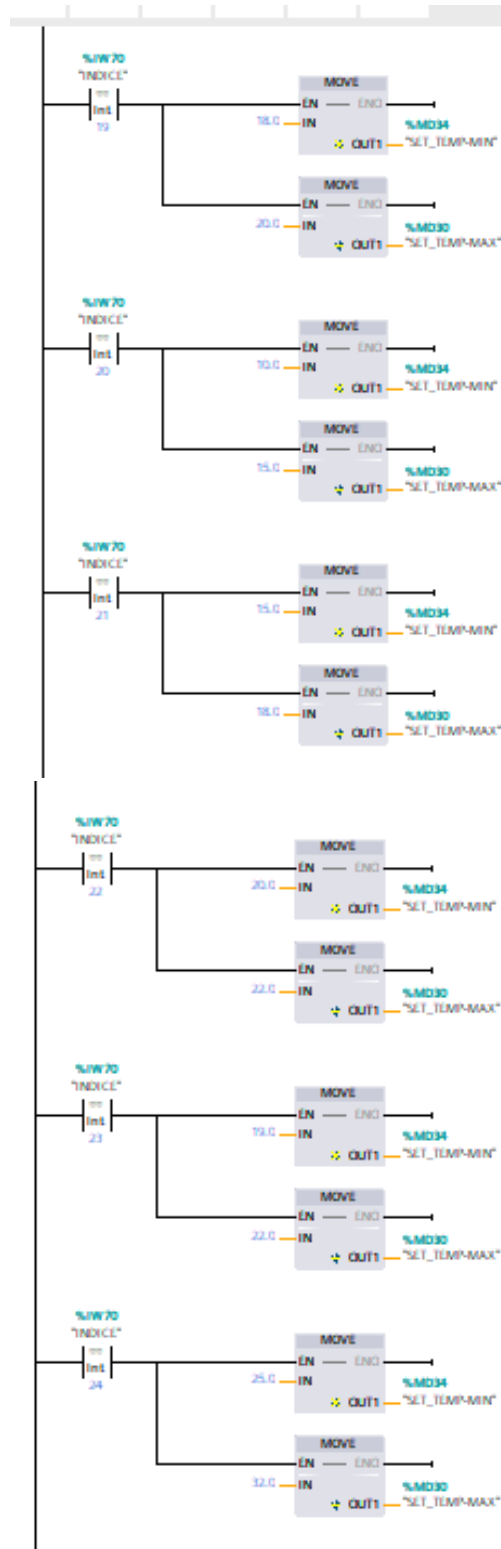 %IW70
"INDICE"
==
Int
19
MOVE
EN ENO
18.0 IN
%MD34
OUT1 "SET_TEMP-MIN"
MOVE
EN ENO
20.0 IN
%MD30
OUT1 "SET_TEMP-MAX"
%IW70
"INDICE"
==
Int
20
MOVE
EN ENO
10.0 IN
%MD34
OUT1 "SET_TEMP-MIN"
MOVE
EN ENO
15.0 IN
%MD30
OUT1 "SET_TEMP-MAX"
%IW70
"INDICE"
==
Int
21
MOVE
EN ENO
15.0 IN
%MD34
OUT1 "SET_TEMP-MIN"
MOVE
EN ENO
18.0 IN
%MD30
OUT1 "SET_TEMP-MAX"
%IW70
"INDICE"
==
Int
22
MOVE
EN ENO
20.0 IN
%MD34
OUT1 "SET_TEMP-MIN"
MOVE
EN ENO
22.0 IN
%MD30
OUT1 "SET_TEMP-MAX"
%IW70
"INDICE"
==
Int
23
MOVE
EN ENO
19.0 IN
%MD34
OUT1 "SET_TEMP-MIN"
MOVE
EN ENO
22.0 IN
%MD30
OUT1 "SET_TEMP-MAX"
%IW70
"INDICE"
==
Int
24
MOVE
EN ENO
25.0 IN
%MD34
OUT1 "SET_TEMP-MIN"
MOVE
EN ENO
32.0 IN
%MD30
OUT1 "SET_TEMP-MAX"